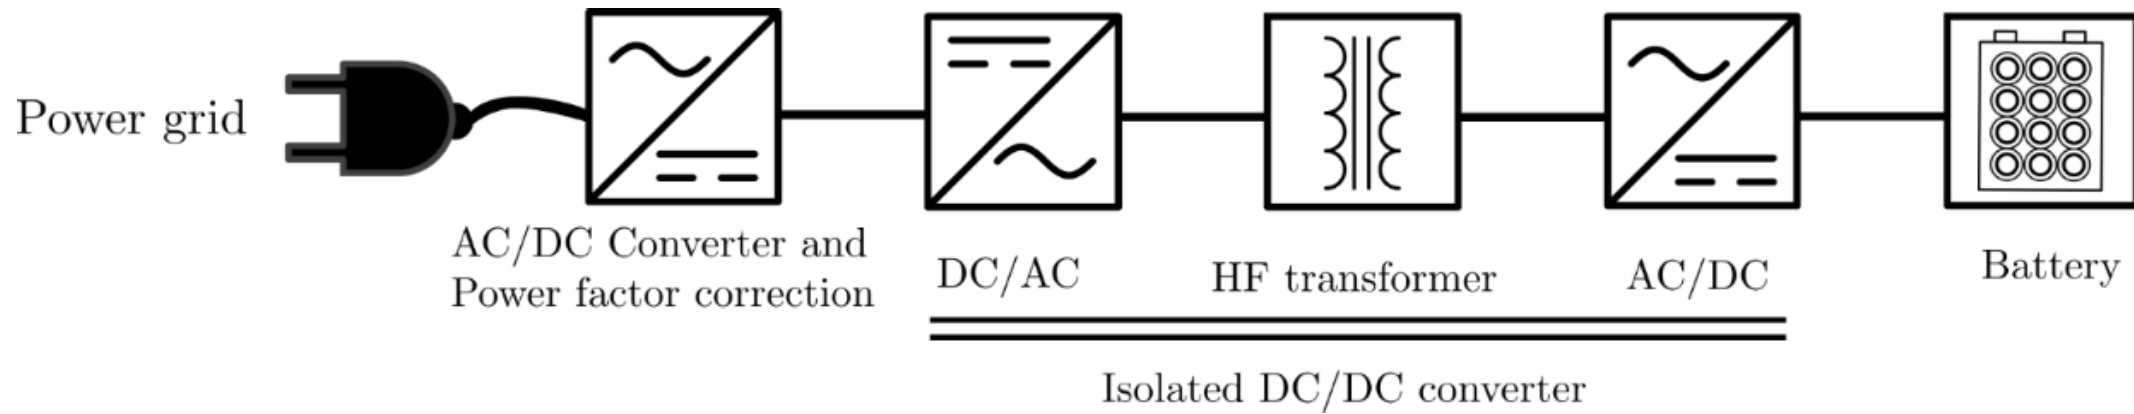 Power grid
AC/DC Converter and
Power factor correction
DC/AC
HF transformer
AC/DC
Battery
Isolated DC/DC converter